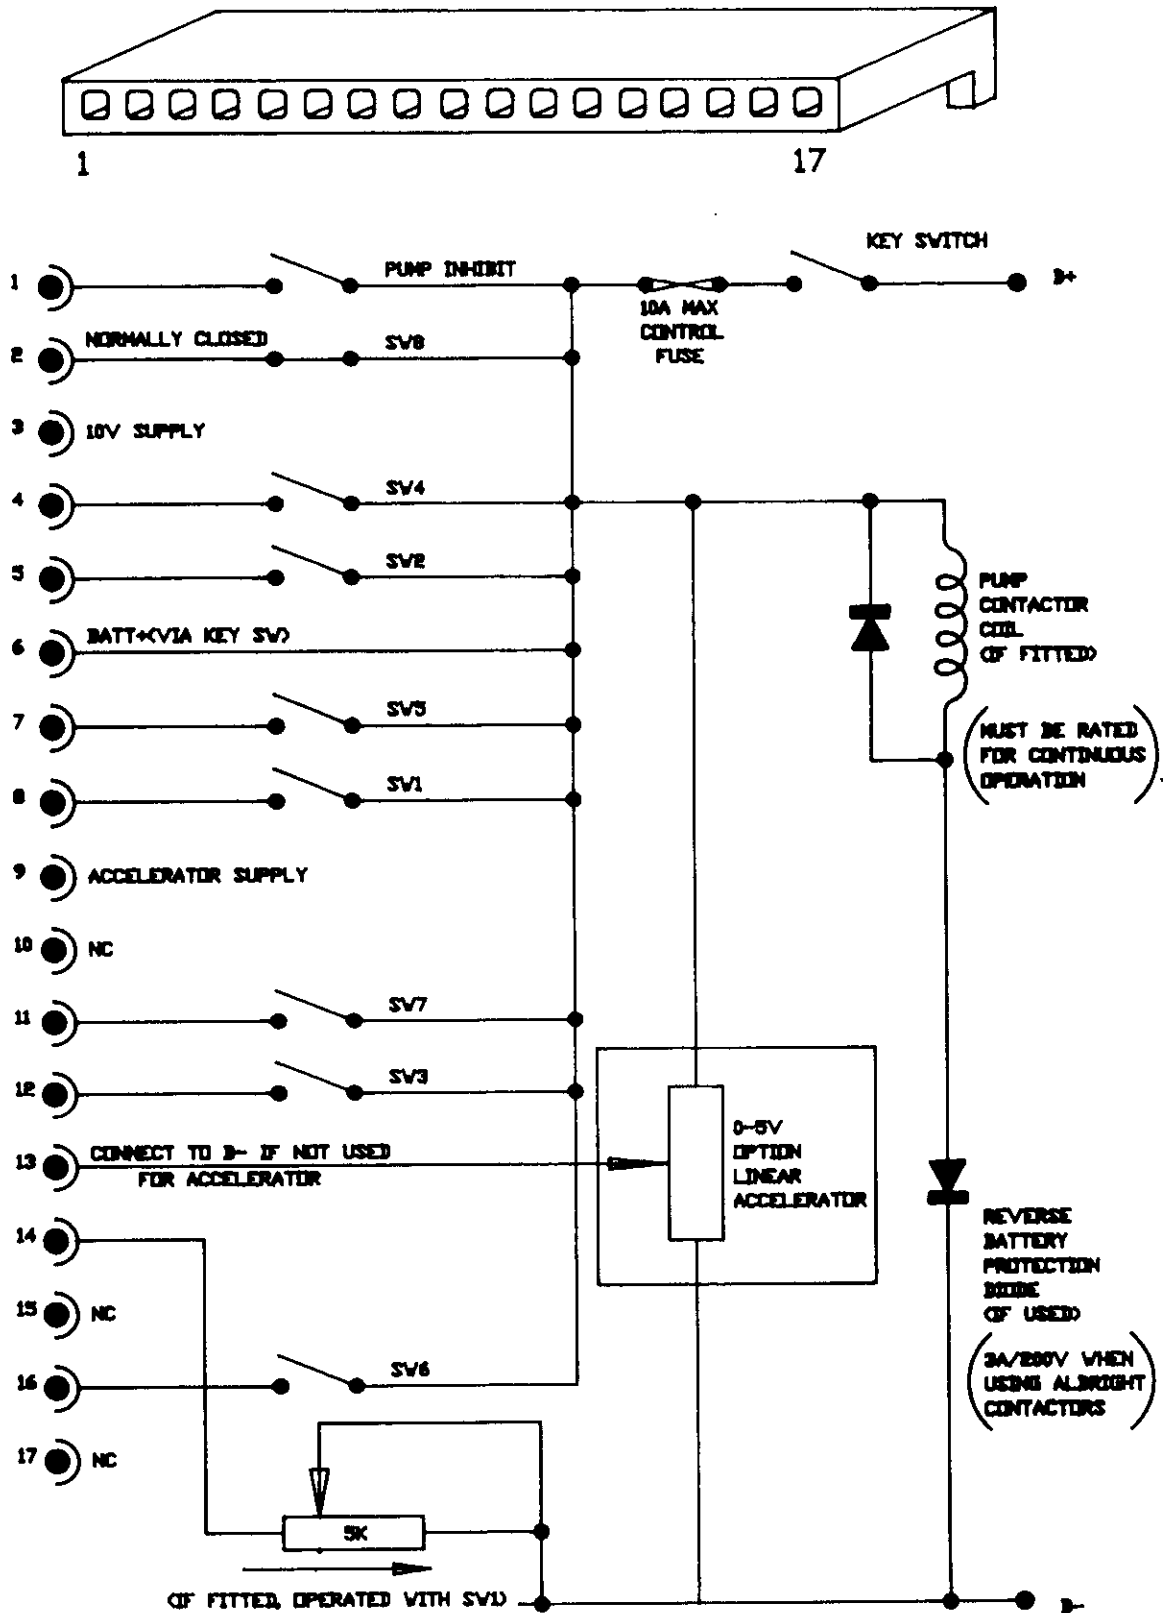 1
17
KEY SWITCH
1
PUMP INHIBIT
B+
10A MAX
CONTROL
FUSE
2
NORMALLY CLOSED
SW8
3
10V SUPPLY
4
SW4
5
SW2
PUMP
CONTACTOR
COIL
(IF FITTED)
6
BATT+(VIA KEY SW)
7
SW5
(MUST BE RATED
FOR CONTINUOUS
OPERATION)
8
SW1
9
ACCELERATOR SUPPLY
10
NC
11
SW7
12
SW3
13
CONNECT TO B- IF NOT USED
FOR ACCELERATOR
0-5V
OPTION
LINEAR
ACCELERATOR
14
REVERSE
BATTERY
PROTECTION
DIODE
(IF USED)
15
NC
16
SW6
(3A/200V WHEN
USING ALBRIGHT
CONTACTORS)
17
NC
5K
(IF FITTED, OPERATED WITH SW1)
B-